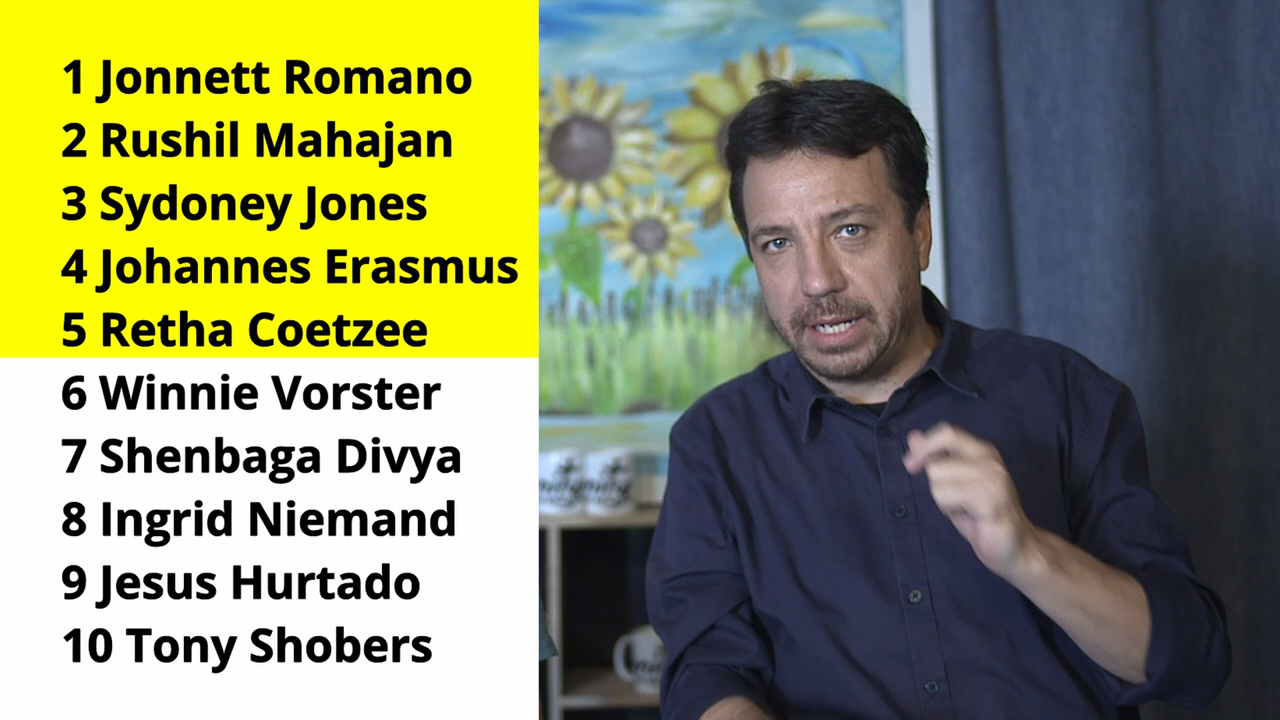 1 Jonnett Romano
2 Rushil Mahajan
3 Sydoney Jones
4 Johannes Erasmus
5 Retha Coetzee
6 Winnie Vorster
7 Shenbaga Divya
8 Ingrid Niemand
9 Jesus Hurtado
10 Tony Shobers